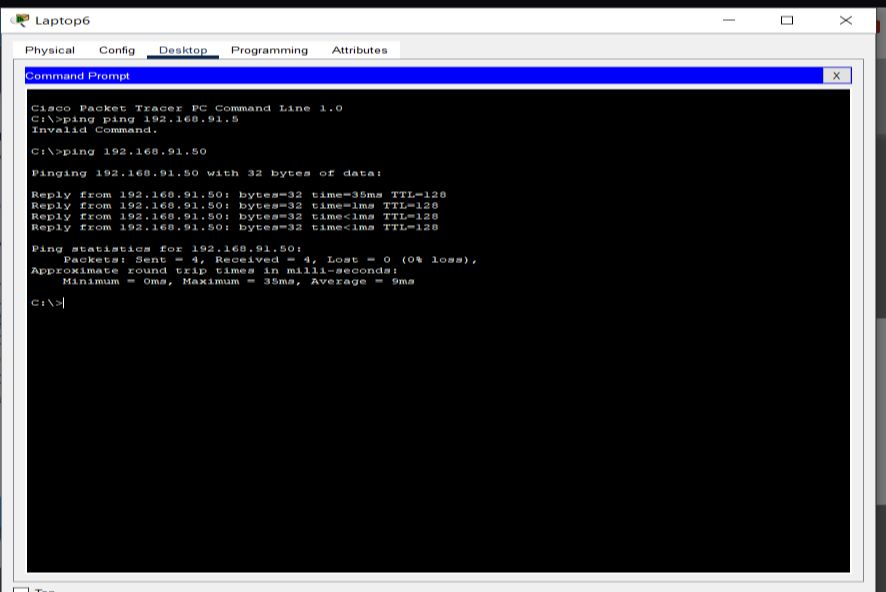 Laptop6
Physical Config Desktop Programming Attributes
Command Prompt X
Cisco Packet Tracer PC Command Line 1.0
C:\>ping ping 192.168.91.5
Invalid Command.
C:\>ping 192.168.91.50
Pinging 192.168.91.50 with 32 bytes of data:
Reply from 192.168.91.50: bytes=32 time=35ms TTL=128
Reply from 192.168.91.50: bytes=32 time=1ms TTL=128
Reply from 192.168.91.50: bytes=32 time<1ms TTL=128
Reply from 192.168.91.50: bytes=32 time<1ms TTL=128
Ping statistics for 192.168.91.50:
Packets: Sent = 4, Received = 4, Lost = 0 (0% loss),
Approximate round trip times in milli-seconds:
Minimum = 0ms, Maximum = 35ms, Average = 9ms
C:\>